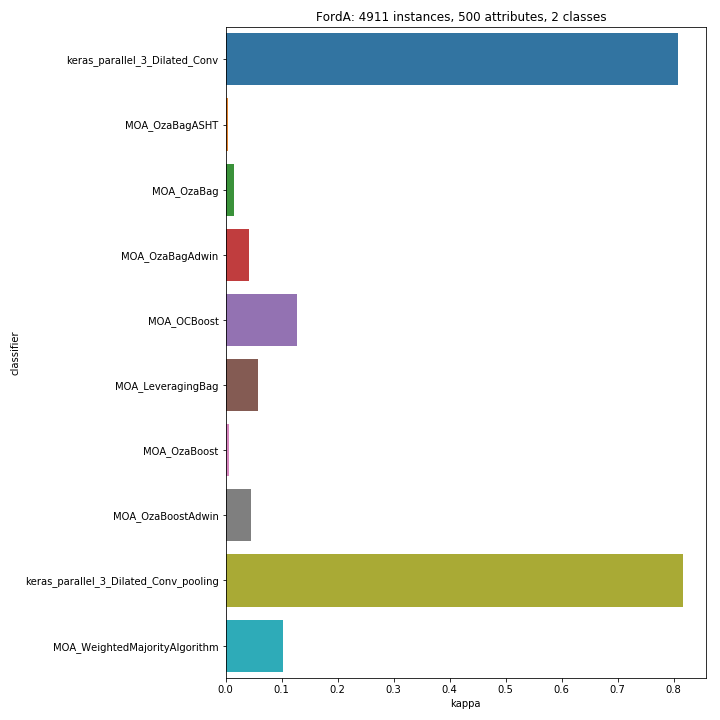 FordA: 4911 instances, 500 attributes, 2 classes
classifier
keras_parallel_3_Dilated_Conv
MOA_OzaBagASHT
MOA_OzaBag
MOA_OzaBagAdwin
MOA_OCBoost
MOA_LeveragingBag
MOA_OzaBoost
MOA_OzaBoostAdwin
keras_parallel_3_Dilated_Conv_pooling
MOA_WeightedMajorityAlgorithm
0.0 0.1 0.2 0.3 0.4 0.5 0.6 0.7 0.8
kappa